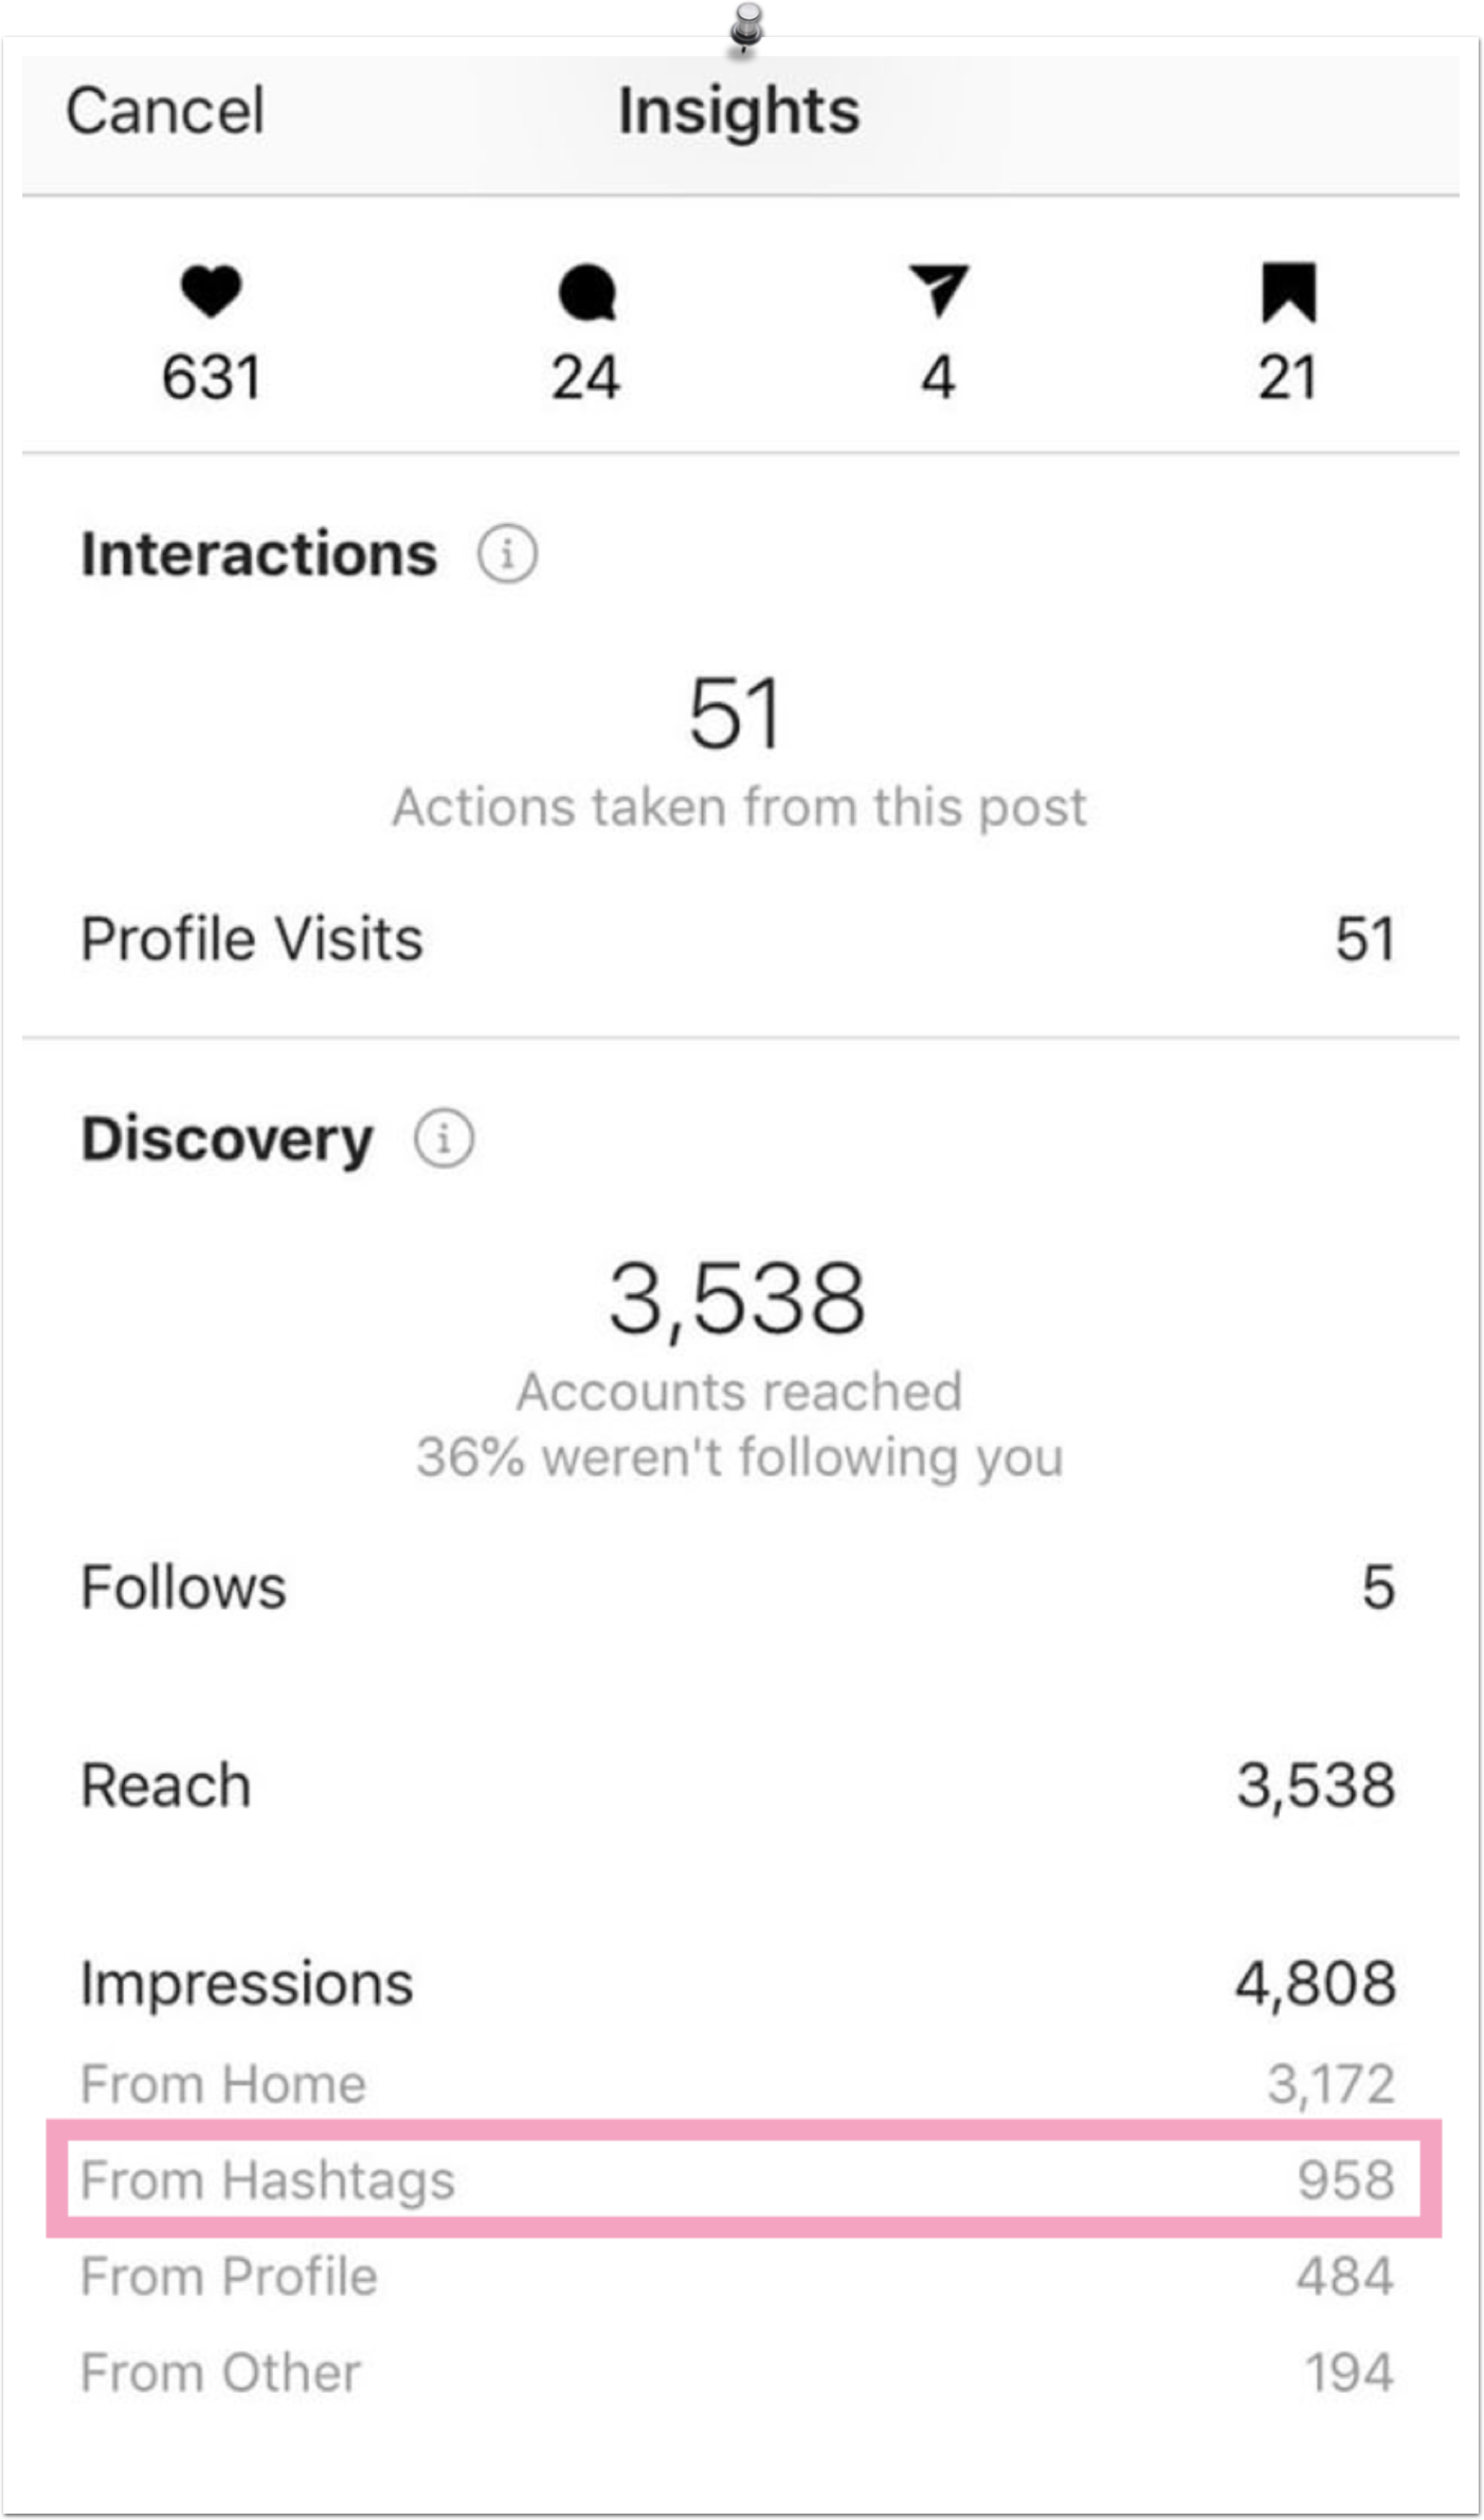 Cancel Insights
631 24 4 21
Interactions
51
Actions taken from this post
Profile Visits 51
Discovery
3,538
Accounts reached
36% weren't following you
Follows 5
Reach 3,538
Impressions 4,808
From Home 3,172
From Hashtags 958
From Profile 484
From Other 194